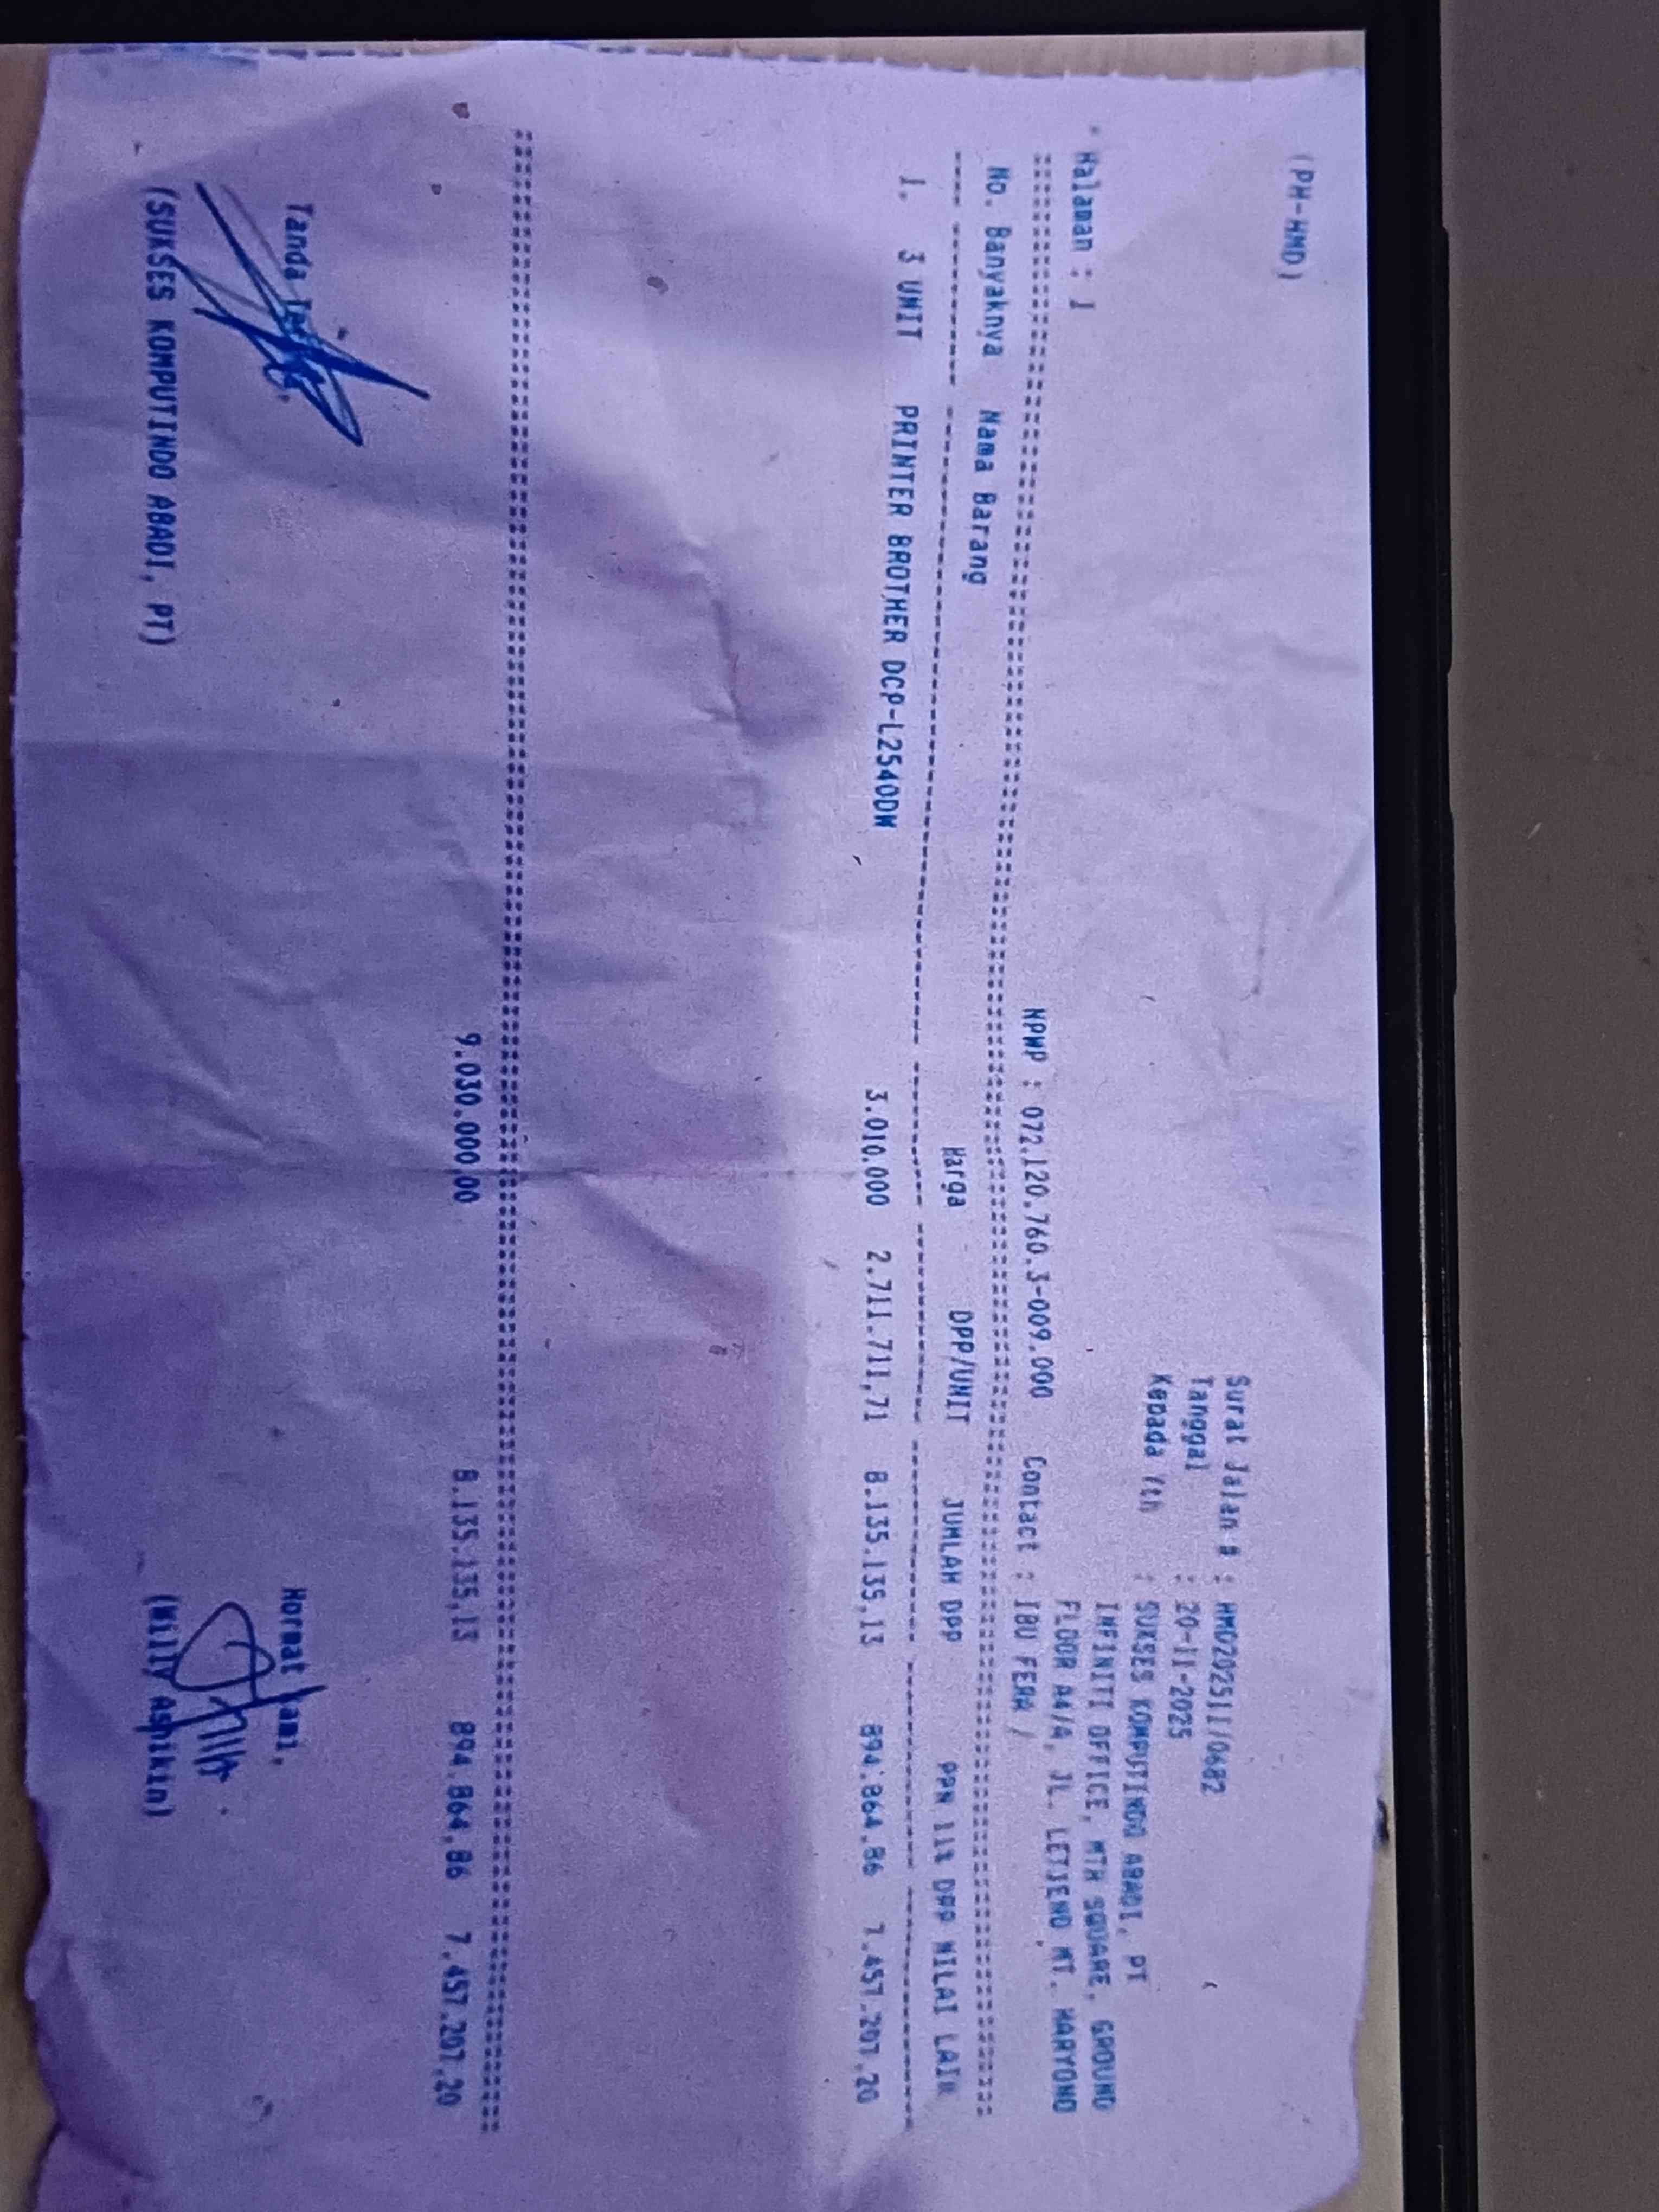 (PH-HMD)
Surat Jalan # : HMD202511/0682
Tanggal : 20-11-2025
Kepada Yth : SUKSES KOMPUTINDO ABADI, PT
INFINITI OFFICE, MTH SQUARE, GROUND
FLOOR A4/A, JL. LETJEND MT. HARYONO
* Halaman : 1 NPWP : 072.120.760.3-009.000 Contact : IBU FERA /
No. Banyaknya Nama Barang Harga DPP/UNIT JUMLAH DPP PPN 11% DPP NILAI LAIN
1. 3 UNIT PRINTER BROTHER DCP-L2540DW 3.010.000 2.711.711,71 8.135.135,13 894.864,86 7.457.207,20
9.030.000,00 8.135.135,13 894.864,86 7.457.207,20
Tanda Hormat Kami,
(SUKSES KOMPUTINDO ABADI, PT) (Willy Asikin)